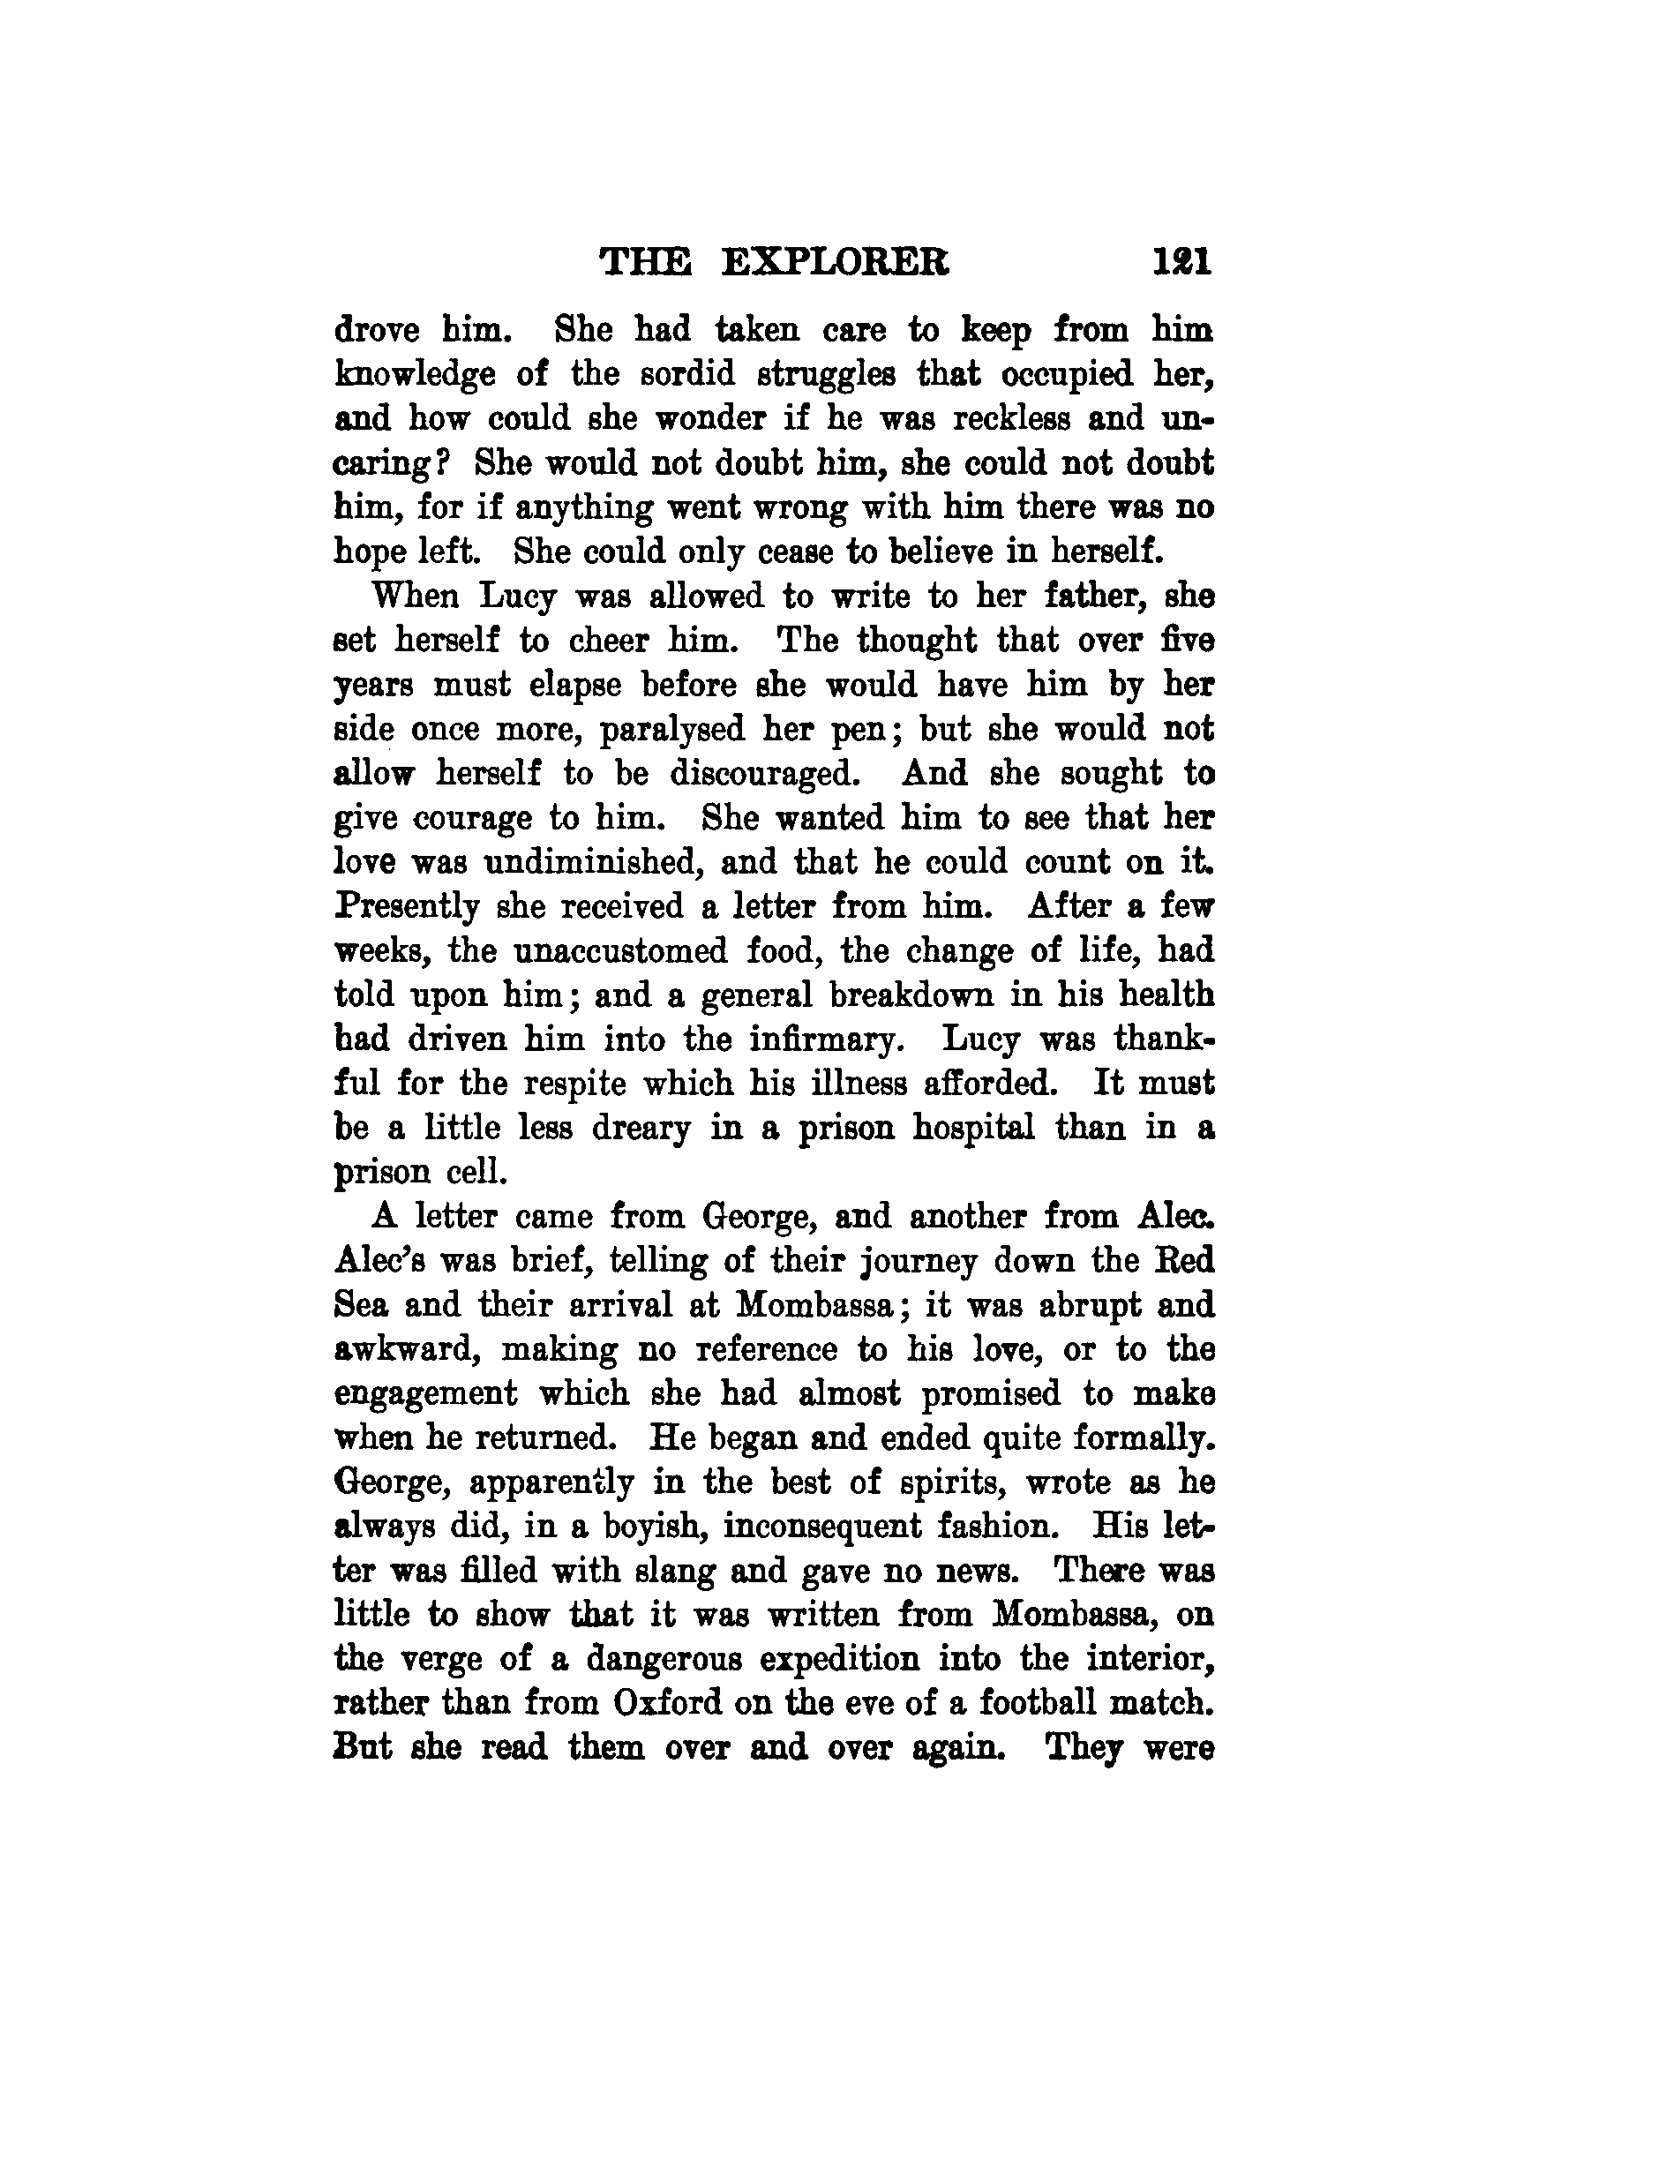 THE EXPLORER 121
drove him. She had taken care to keep from him
knowledge of the sordid struggles that occupied her,
and how could she wonder if he was reckless and un-
caring? She would not doubt him, she could not doubt
him, for if anything went wrong with him there was no
hope left. She could only cease to believe in herself.
When Lucy was allowed to write to her father, she
set herself to cheer him. The thought that over five
years must elapse before she would have him by her
side once more, paralysed her pen; but she would not
allow herself to be discouraged. And she sought to
give courage to him. She wanted him to see that her
love was undiminished, and that he could count on it.
Presently she received a letter from him. After a few
weeks, the unaccustomed food, the change of life, had
told upon him; and a general breakdown in his health
had driven him into the infirmary. Lucy was thank-
ful for the respite which his illness afforded. It must
be a little less dreary in a prison hospital than in a
prison cell.
A letter came from George, and another from Alec.
Alec's was brief, telling of their journey down the Red
Sea and their arrival at Mombassa; it was abrupt and
awkward, making no reference to his love, or to the
engagement which she had almost promised to make
when he returned. He began and ended quite formally.
George, apparently in the best of spirits, wrote as he
always did, in a boyish, inconsequent fashion. His let-
ter was filled with slang and gave no news. There was
little to show that it was written from Mombassa, on
the verge of a dangerous expedition into the interior,
rather than from Oxford on the eve of a football match.
But she read them over and over again. They were